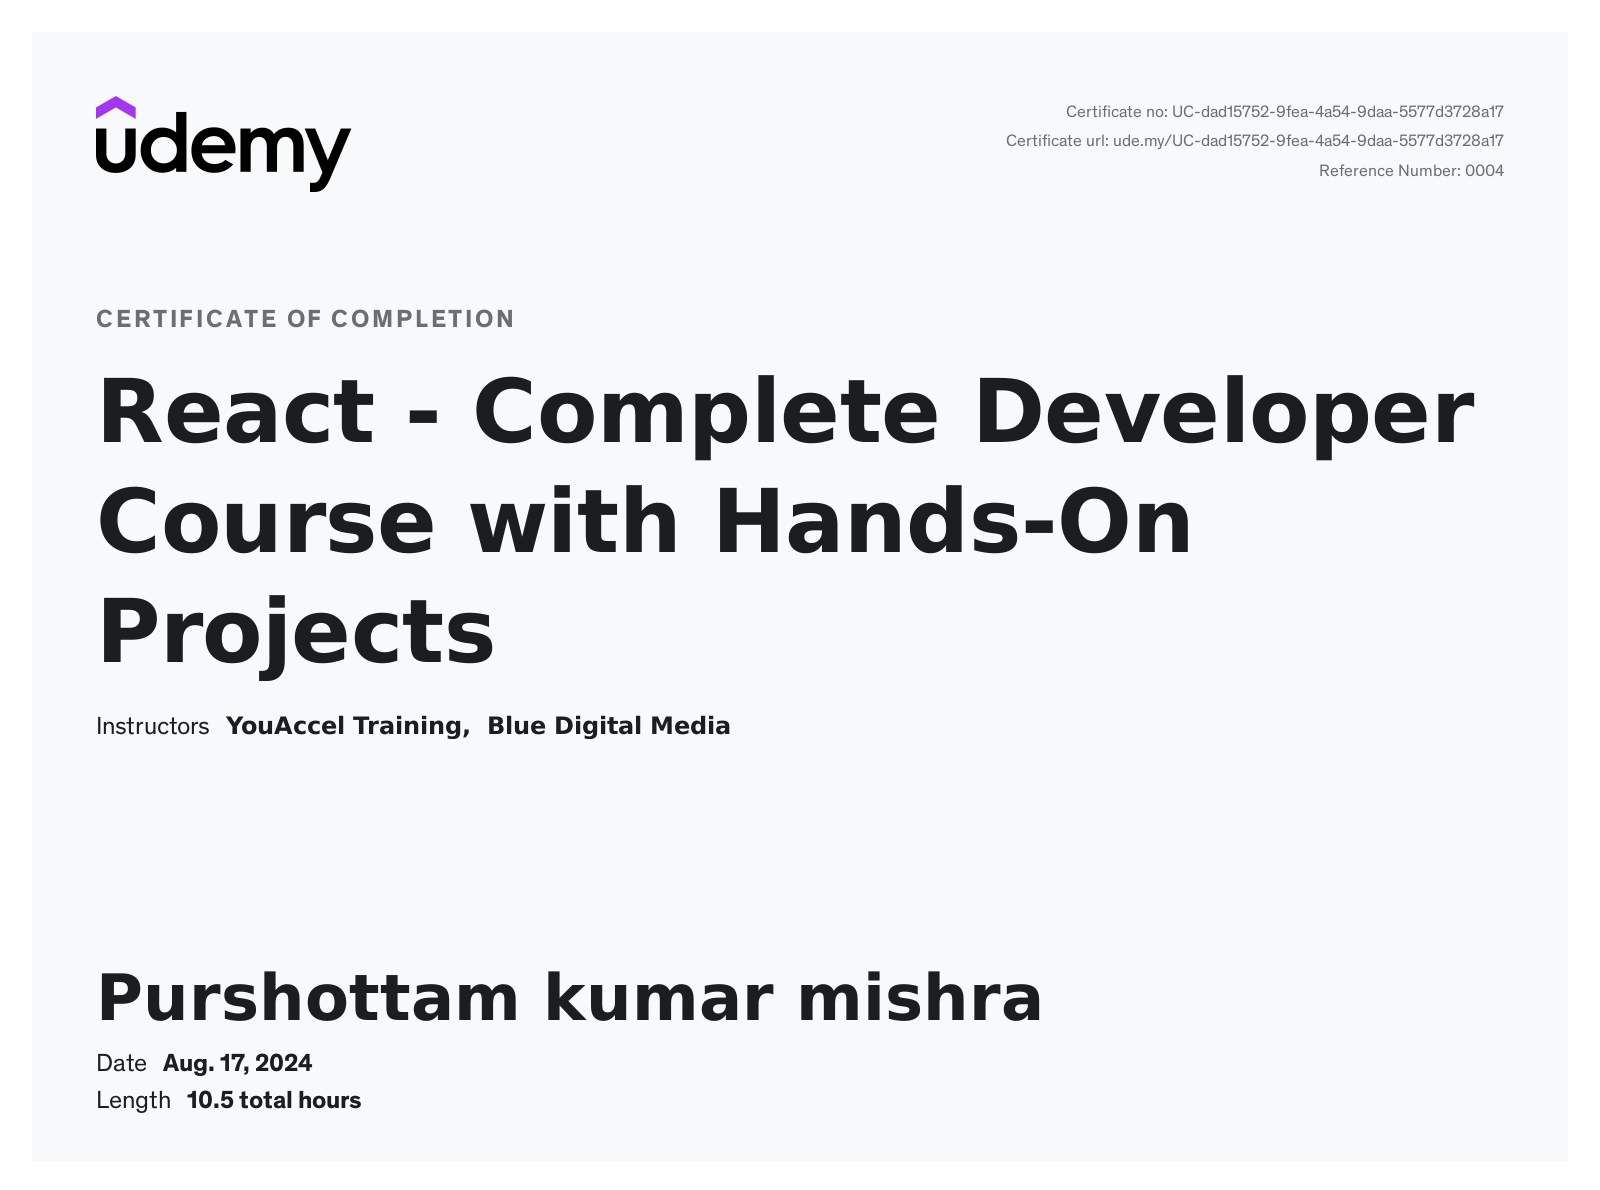 udemy
Certificate no: UC-dad15752-9fea-4a54-9daa-5577d3728a17
Certificate url: ude.my/UC-dad15752-9fea-4a54-9daa-5577d3728a17
Reference Number: 0004
CERTIFICATE OF COMPLETION
React - Complete Developer
Course with Hands-On
Projects
Instructors YouAccel Training, Blue Digital Media
Purshottam kumar mishra
Date Aug. 17, 2024
Length 10.5 total hours